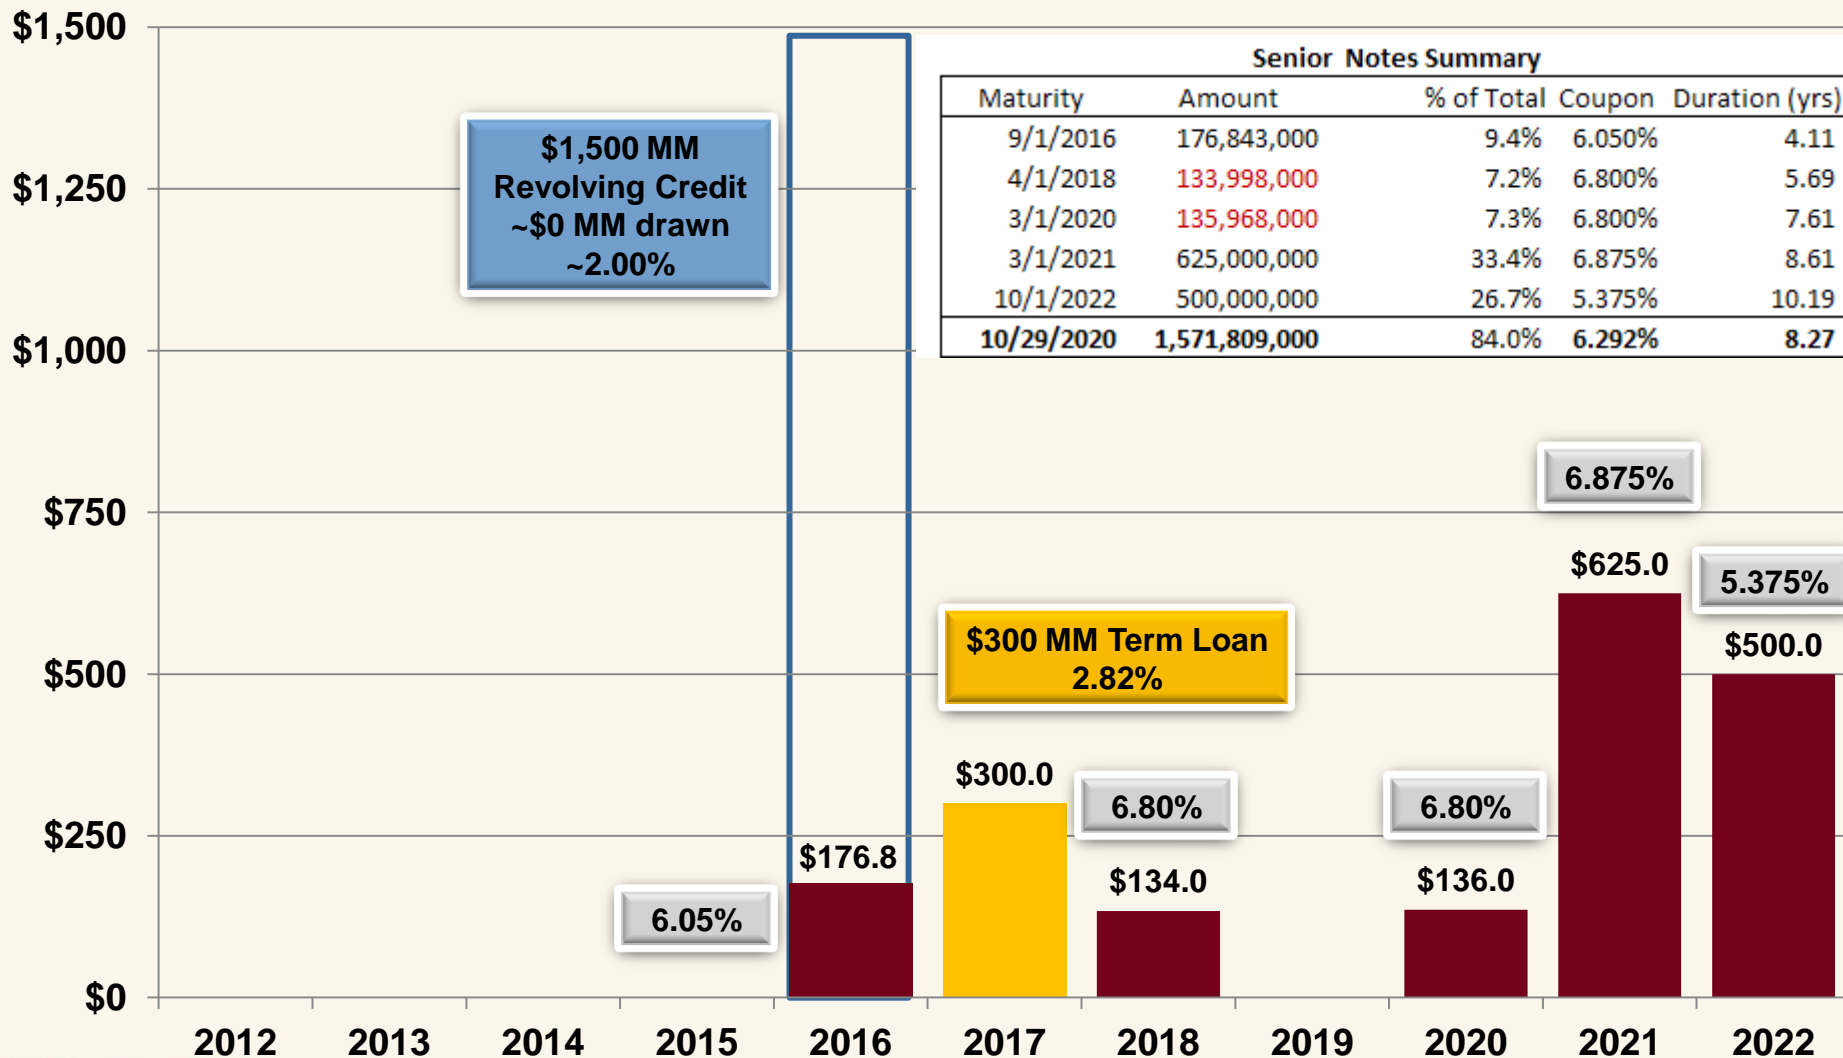 $1,500
$1,250
$1,000
$750
$500
$250
$0
Senior Notes Summary
Maturity Amount % of Total Coupon Duration (yrs)
9/1/2016 176,843,000 9.4% 6.050% 4.11
4/1/2018 133,998,000 7.2% 6.800% 5.69
3/1/2020 135,968,000 7.3% 6.800% 7.61
3/1/2021 625,000,000 33.4% 6.875% 8.61
10/1/2022 500,000,000 26.7% 5.375% 10.19
10/29/2020 1,571,809,000 84.0% 6.292% 8.27
$1,500 MM
Revolving Credit
~$0 MM drawn
~2.00%
6.875%
$625.0
5.375%
$500.0
$300 MM Term Loan
2.82%
$300.0
6.80%
6.80%
$176.8
$134.0
$136.0
6.05%
2012 2013 2014 2015 2016 2017 2018 2019 2020 2021 2022